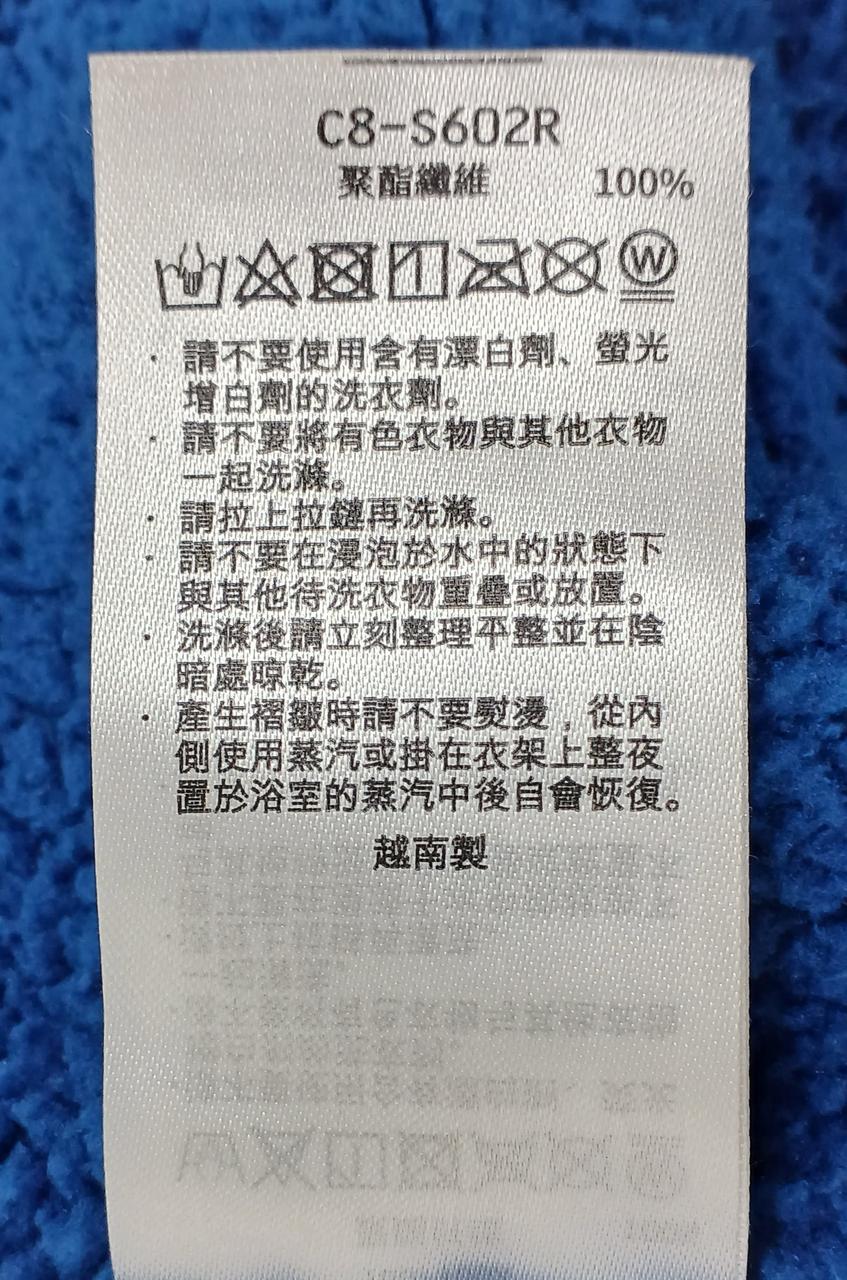 C8-S602R
聚酯纖維 100%
W
· 請不要使用含有漂白劑、螢光
增白劑的洗衣劑。
· 請不要將有色衣物與其他衣物
一起洗滌。
· 請拉上拉鏈再洗滌。
· 請不要在浸泡於水中的狀態下
與其他待洗衣物重疊或放置。
· 洗滌後請立刻整理平整並在陰
暗處晾乾。
· 產生褶皺時請不要熨燙，從內
側使用蒸汽或掛在衣架上整夜
置於浴室的蒸汽中後自會恢復。
越南製